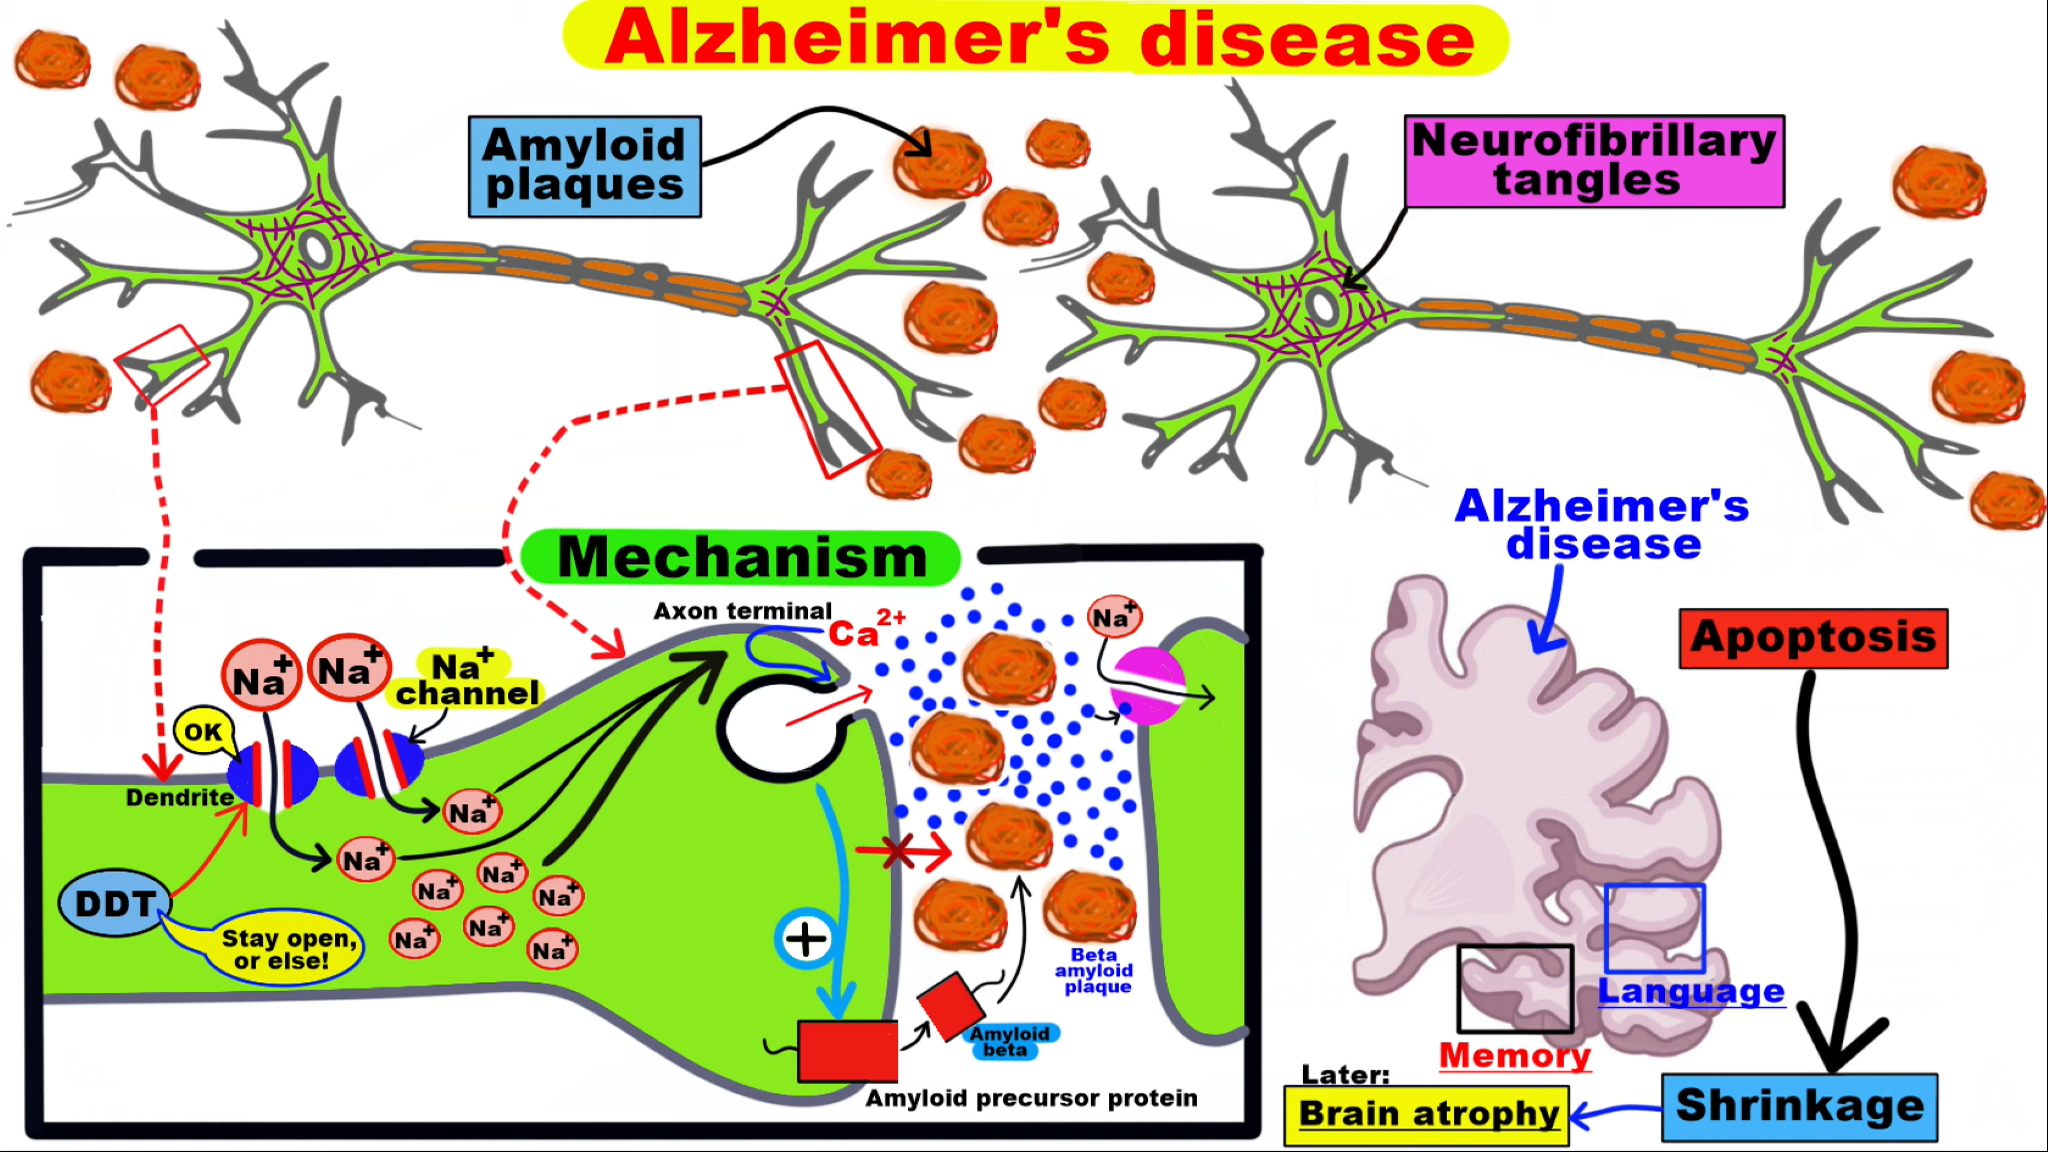 Alzheimer's disease
Amyloid
plaques
Neurofibrillary
tangles
Alzheimer's
disease
Mechanism
Axon terminal
Ca2+
Na+
Na+
Na+
Na+
channel
OK
Dendrite
Na+
Na+
Na+
Na+
Na+
Na+
Na+
Na+
DDT
Stay open,
or else!
+
Beta
amyloid
plaque
Amyloid
beta
Amyloid precursor protein
Apoptosis
Language
Memory
Later:
Brain atrophy
Shrinkage